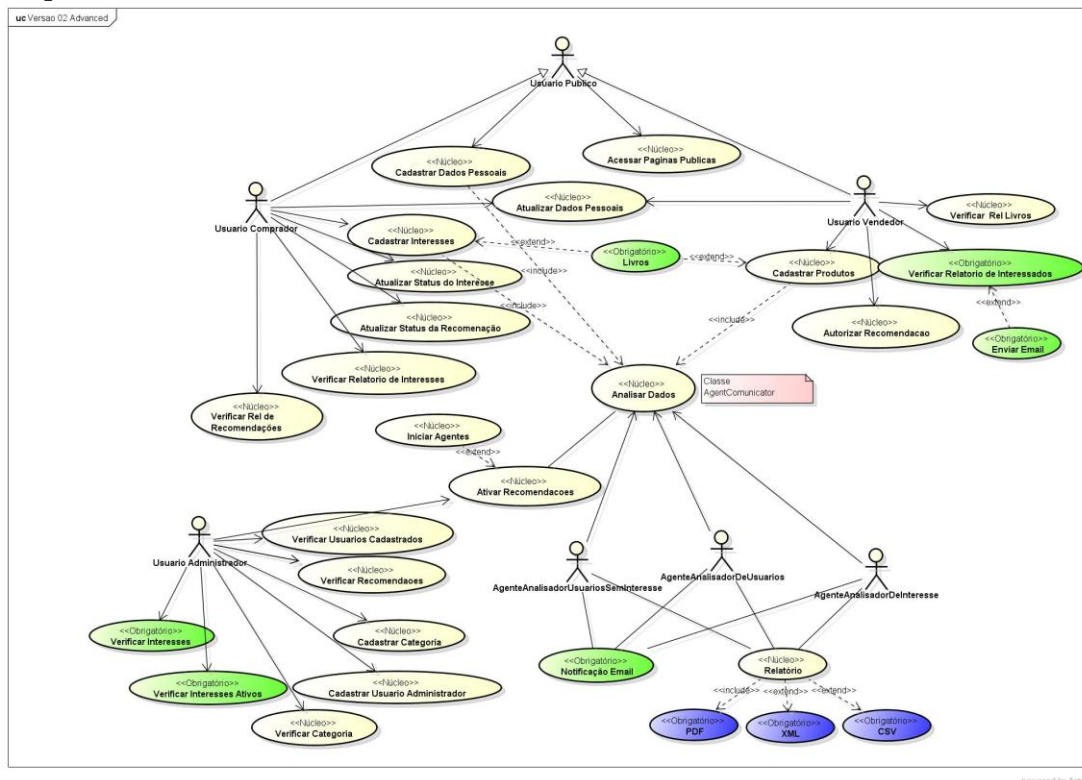 uc Versao 02 Advanced
Usuario Publico
<<Núcleo>>
Acessar Paginas Publicas
<<Núcleo>>
Cadastrar Dados Pessoais
<<Núcleo>>
Atualizar Dados Pessoais
Usuario Comprador
Usuario Vendedor
<<Núcleo>>
Verificar Rel Livros
<<Núcleo>>
Cadastrar Interesses
<<extend>>
<<Obrigatório>>
Livros
<<extend>>
<<Núcleo>>
Cadastrar Produtos
<<Obrigatório>>
Verificar Relatorio de Interessados
<<Núcleo>>
Atualizar Status do Interesse
<<include>>
<<extend>>
<<include>>
<<Núcleo>>
Atualizar Status da Recomenação
<<include>>
<<Núcleo>>
Autorizar Recomendacao
<<Obrigatório>>
Enviar Email
<<Núcleo>>
Verificar Relatorio de Interesses
<<Núcleo>>
Analisar Dados
Classe
AgentComunicator
<<Núcleo>>
Verificar Rel de
Recomendações
<<Núcleo>>
Iniciar Agentes
<<extend>>
<<Núcleo>>
Ativar Recomendacoes
Usuario Administrador
<<Núcleo>>
Verificar Usuarios Cadastrados
<<Núcleo>>
Verificar Recomendaoes
AgenteAnalisadorUsuariosSemInteresse
AgenteAnalisadorDeUsuarios
AgenteAnalisadorDeInteresse
<<Obrigatório>>
Verificar Interesses
<<Núcleo>>
Cadastrar Categoria
<<Obrigatório>>
Verificar Interesses Ativos
<<Núcleo>>
Cadastrar Usuario Administrador
<<Núcleo>>
Verificar Categoria
<<Obrigatório>>
Notificação Email
<<Núcleo>>
Relatório
<<include>>
<<extend>>
<<extend>>
<<Obrigatório>>
PDF
<<Obrigatório>>
XML
<<Obrigatório>>
CSV